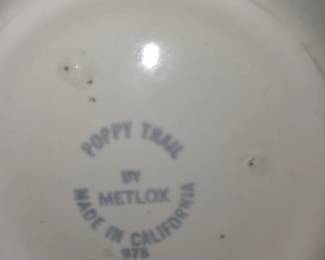 POPPY TRAIL
BY
METLOX
MADE IN CALIFORNIA
975